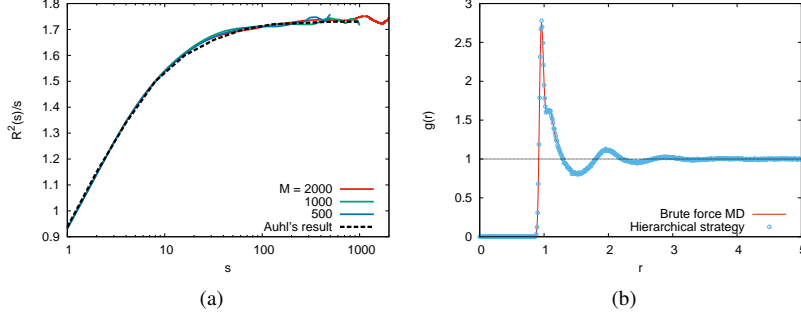 1.8
1.7
1.6
1.5
1.4
1.3
1.2
1.1
1
0.9
R²(s)/s
M = 2000
1000
500
Auhl's result
1 10 100 1000
s
(a)
3
2.5
2
1.5
1
0.5
0
g(r)
Brute force MD
Hierarchical strategy
0 1 2 3 4 5
r
(b)